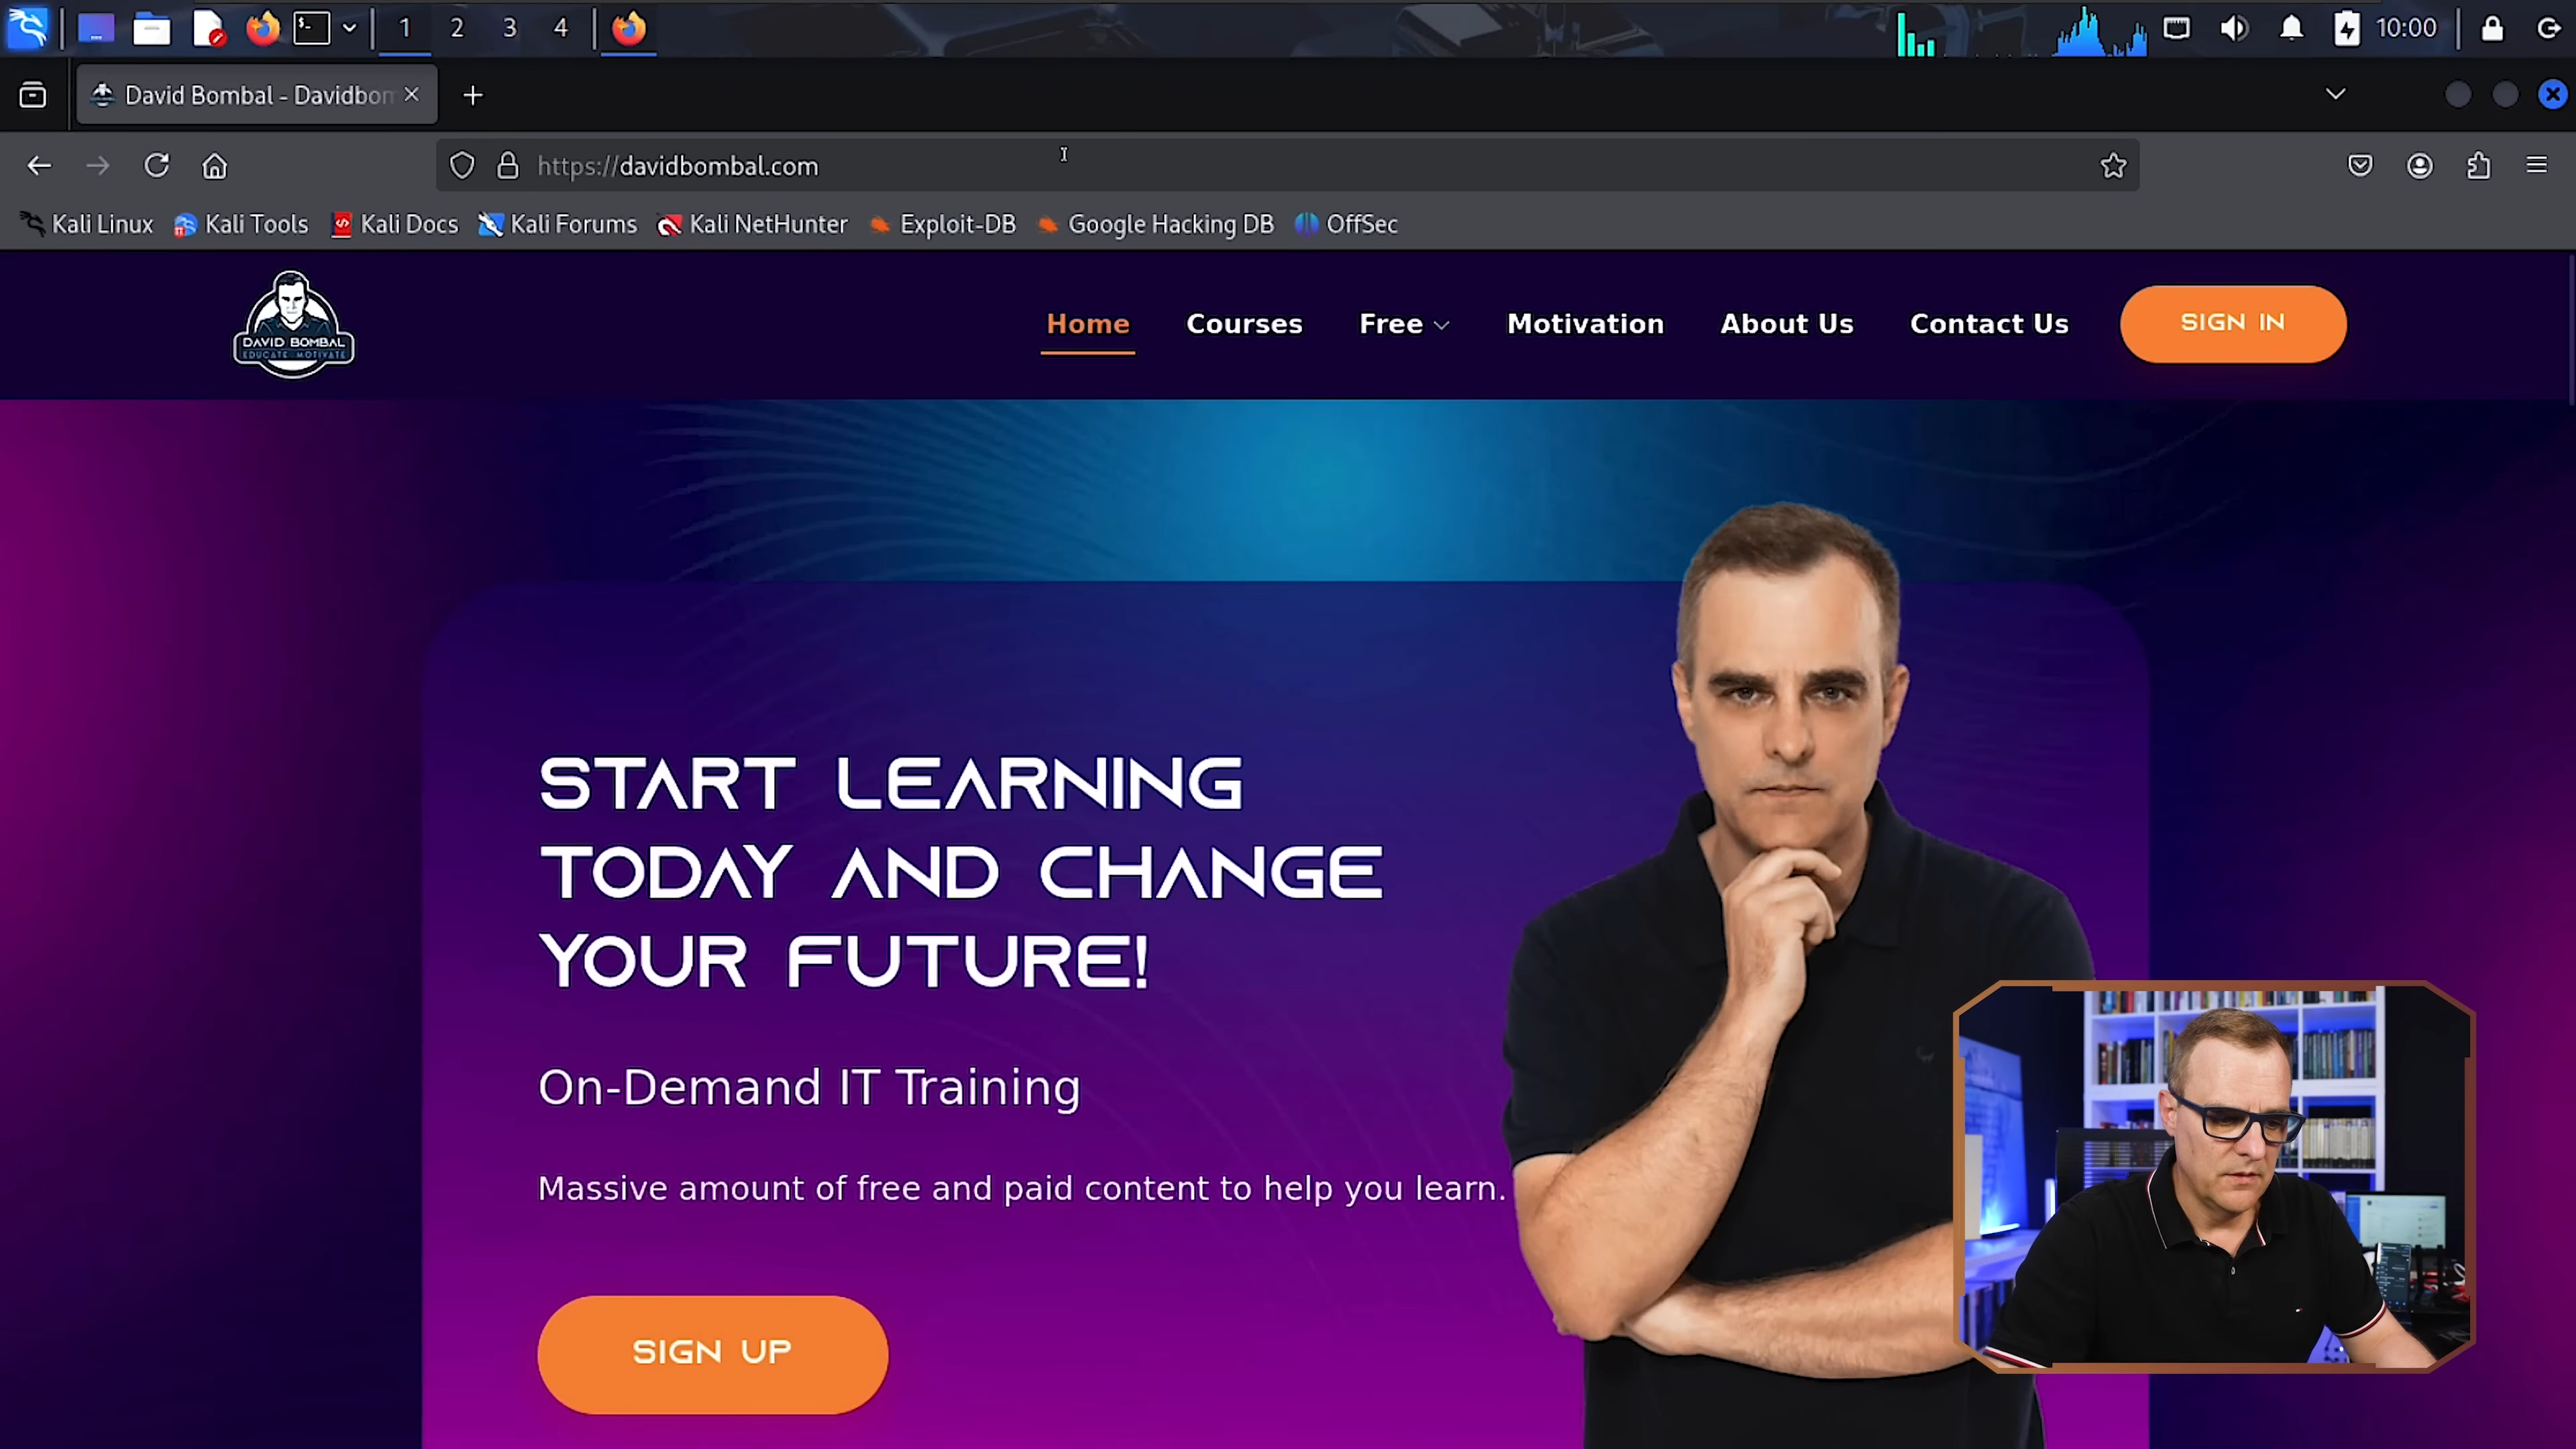 1 2 3 4 10:00
David Bombal - Davidbom
https://davidbombal.com
Kali Linux Kali Tools Kali Docs Kali Forums Kali NetHunter Exploit-DB Google Hacking DB OffSec
DAVID BOMBAL
EDUCATE MOTIVATE
Home Courses Free Motivation About Us Contact Us SIGN IN
START LEARNING
TODAY AND CHANGE
YOUR FUTURE!
On-Demand IT Training
Massive amount of free and paid content to help you learn.
SIGN UP